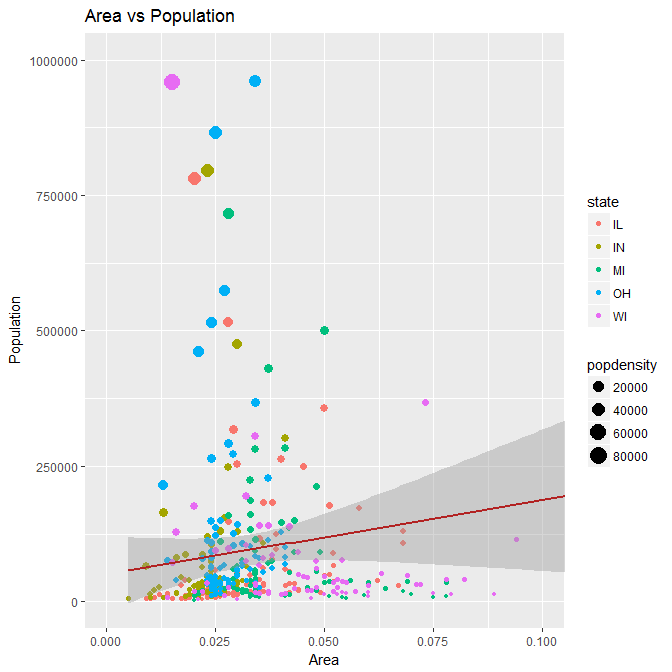 Area vs Population
1000000
750000
500000
250000
0
Population
0.000 0.025 0.050 0.075 0.100
Area
state
IL
IN
MI
OH
WI
popdensity
20000
40000
60000
80000